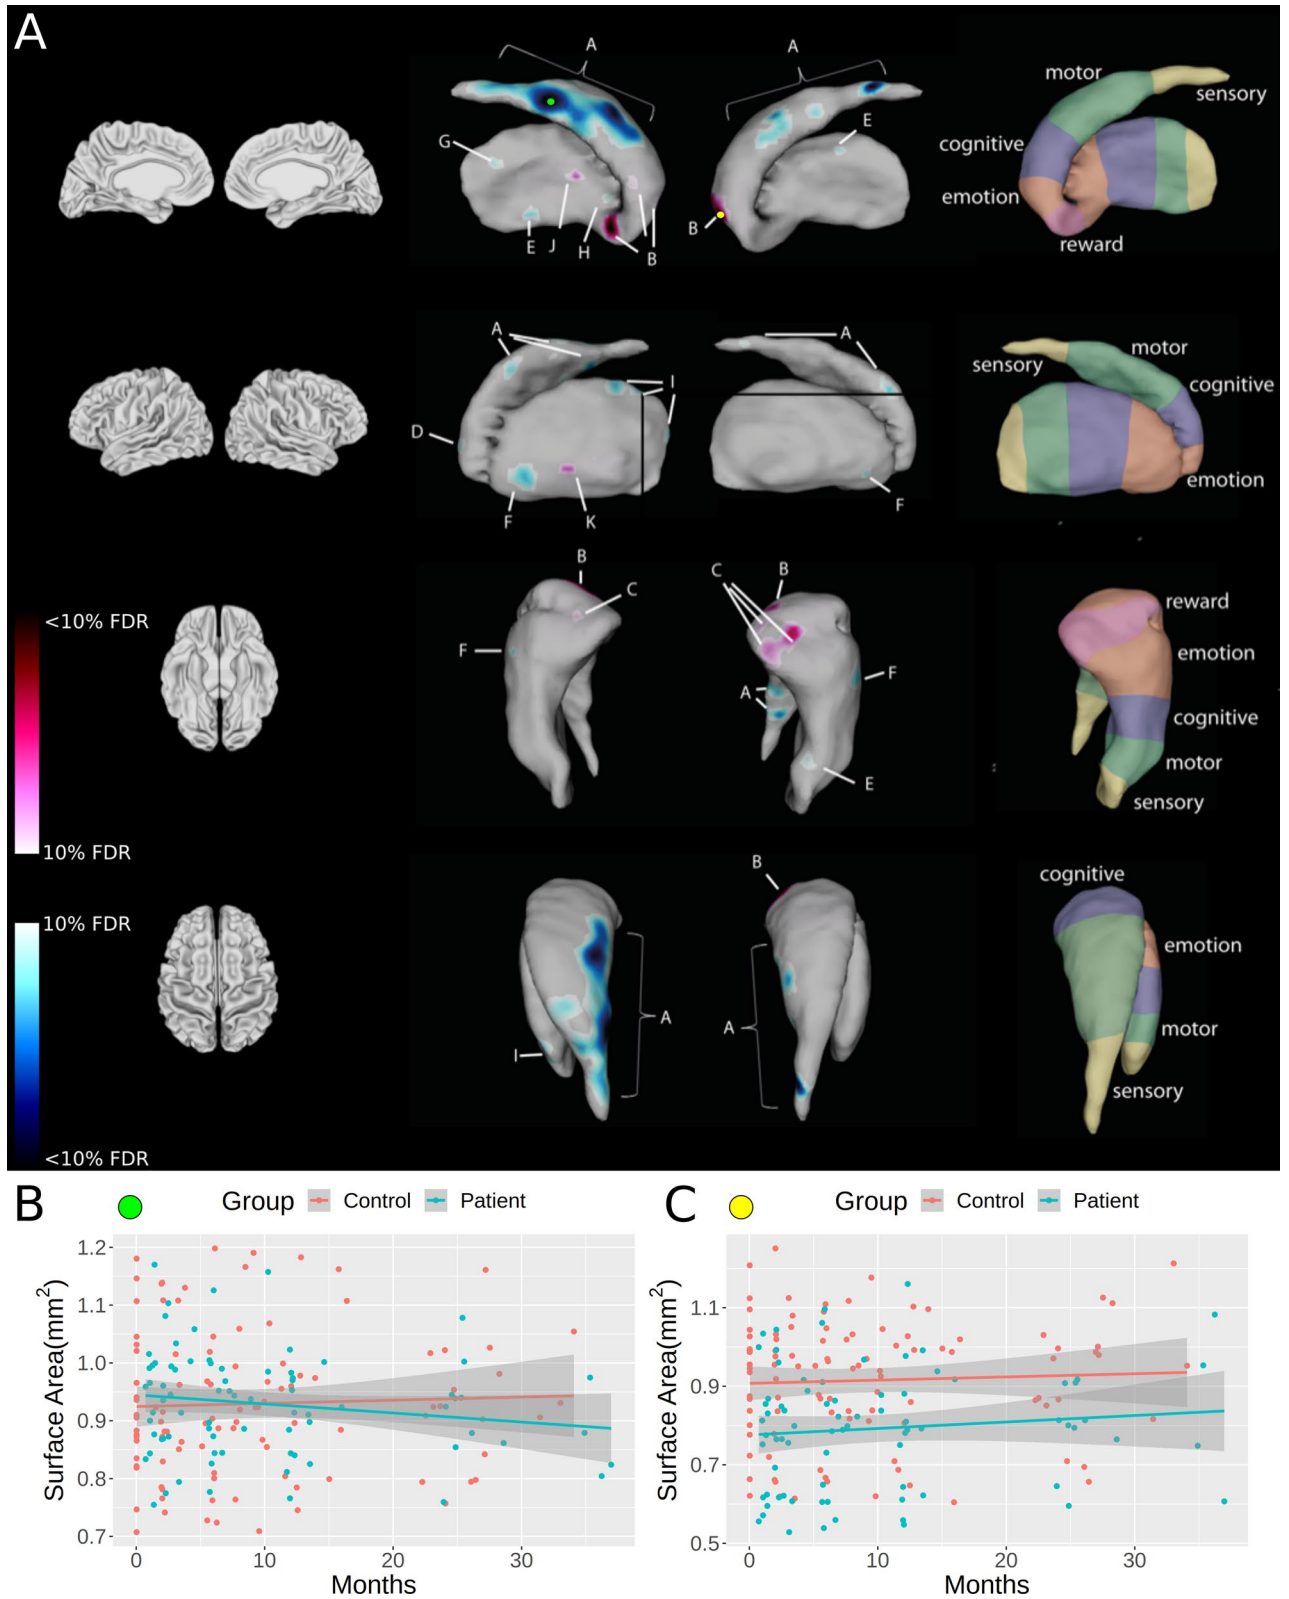 A
A
A
motor
sensory
E
G
cognitive
emotion
B
E
J
H
B
reward
A
A
motor
sensory
I
cognitive
D
emotion
F
K
F
B
C
B
C
<10% FDR
reward
F
emotion
F
A
cognitive
motor
E
sensory
10% FDR
B
cognitive
10% FDR
emotion
A
A
motor
I
sensory
<10% FDR
B
Group Control Patient
Surface Area(mm2)
1.2
1.1
1.0
0.9
0.8
0.7
0 10 20 30
Months
C
Group Control Patient
Surface Area(mm2)
1.1
0.9
0.7
0.5
0 10 20 30
Months